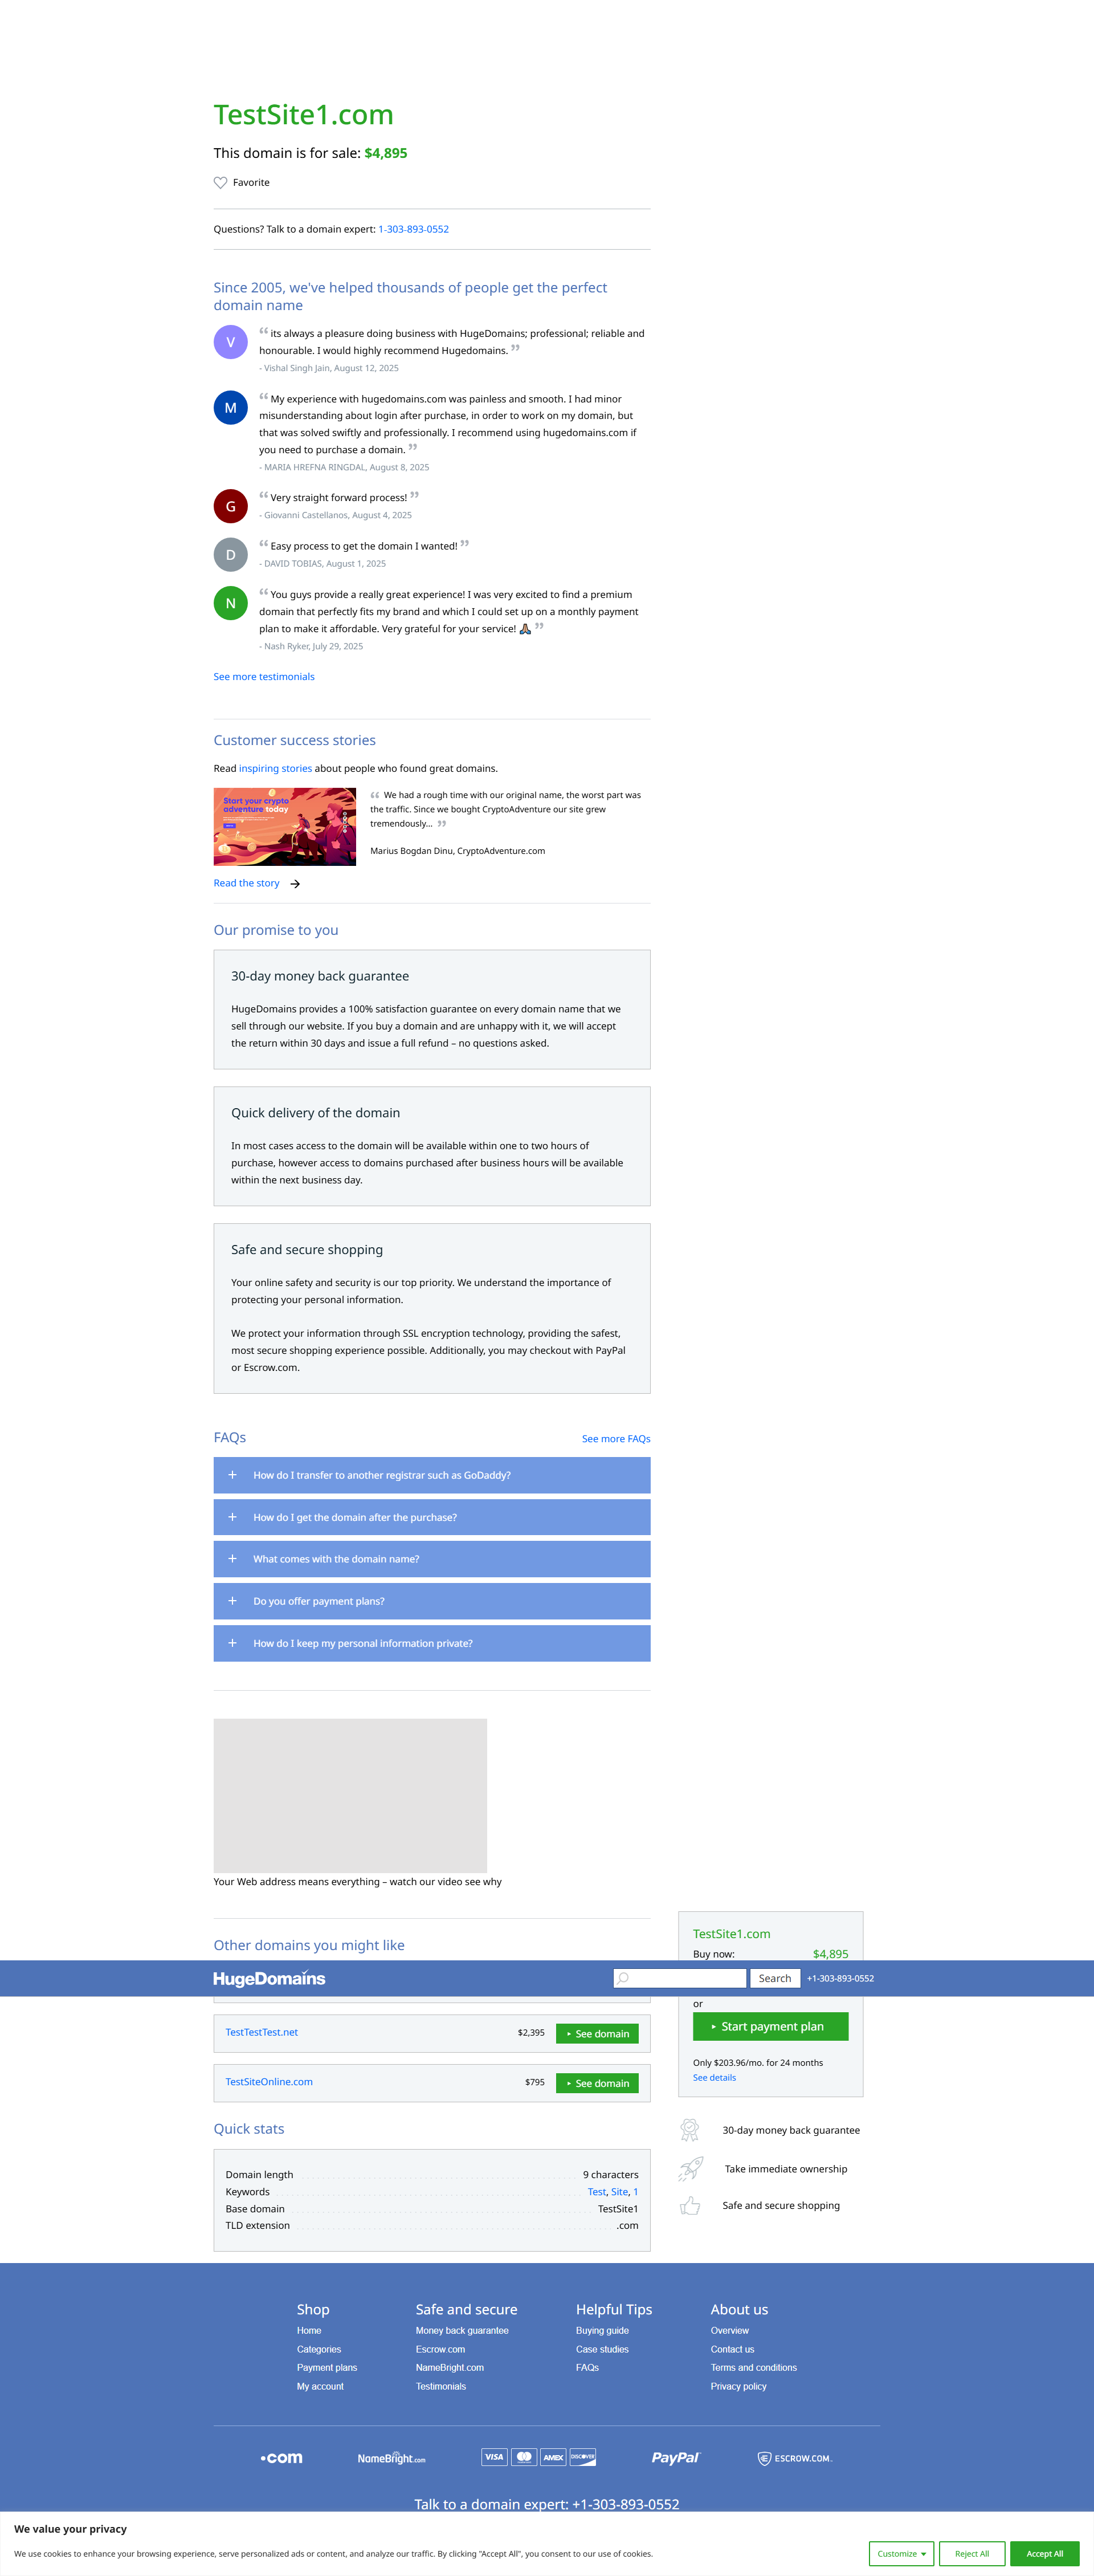 TestSite1.com
This domain is for sale: $4,895
Favorite
Questions? Talk to a domain expert: 1-303-893-0552
Since 2005, we've helped thousands of people get the perfect
domain name
V
“ its always a pleasure doing business with HugeDomains; professional; reliable and
honourable. I would highly recommend Hugedomains. ”
- Vishal Singh Jain, August 12, 2025
M
“ My experience with hugedomains.com was painless and smooth. I had minor
misunderstanding about login after purchase, in order to work on my domain, but
that was solved swiftly and professionally. I recommend using hugedomains.com if
you need to purchase a domain. ”
- MARIA HREFNA RINGDAL, August 8, 2025
G
“ Very straight forward process! ”
- Giovanni Castellanos, August 4, 2025
D
“ Easy process to get the domain I wanted! ”
- DAVID TOBIAS, August 1, 2025
N
“ You guys provide a really great experience! I was very excited to find a premium
domain that perfectly fits my brand and which I could set up on a monthly payment
plan to make it affordable. Very grateful for your service! 🙏🏽 ”
- Nash Ryker, July 29, 2025
See more testimonials
Customer success stories
Read inspiring stories about people who found great domains.
Start your crypto
adventure today
“ We had a rough time with our original name, the worst part was
the traffic. Since we bought CryptoAdventure our site grew
tremendously... ”
Marius Bogdan Dinu, CryptoAdventure.com
Read the story
Our promise to you
30-day money back guarantee
HugeDomains provides a 100% satisfaction guarantee on every domain name that we
sell through our website. If you buy a domain and are unhappy with it, we will accept
the return within 30 days and issue a full refund – no questions asked.
Quick delivery of the domain
In most cases access to the domain will be available within one to two hours of
purchase, however access to domains purchased after business hours will be available
within the next business day.
Safe and secure shopping
Your online safety and security is our top priority. We understand the importance of
protecting your personal information.
We protect your information through SSL encryption technology, providing the safest,
most secure shopping experience possible. Additionally, you may checkout with PayPal
or Escrow.com.
FAQs
See more FAQs
+ How do I transfer to another registrar such as GoDaddy?
+ How do I get the domain after the purchase?
+ What comes with the domain name?
+ Do you offer payment plans?
+ How do I keep my personal information private?
Your Web address means everything – watch our video see why
Other domains you might like
TestSite1.com
Buy now: $4,895
HugeDomains
Search
+1-303-893-0552
or
Start payment plan
Only $203.96/mo. for 24 months
See details
TestTestTest.net $2,395 See domain
TestSiteOnline.com $795 See domain
30-day money back guarantee
Take immediate ownership
Safe and secure shopping
Quick stats
Domain length 9 characters
Keywords Test, Site, 1
Base domain TestSite1
TLD extension .com
Shop
Home
Categories
Payment plans
My account
Safe and secure
Money back guarantee
Escrow.com
NameBright.com
Testimonials
Helpful Tips
Buying guide
Case studies
FAQs
About us
Overview
Contact us
Terms and conditions
Privacy policy
.com
NameBright.com
VISA
AMEX
DISCOVER
PayPal
ESCROW.COM
Talk to a domain expert: +1-303-893-0552
We value your privacy
We use cookies to enhance your browsing experience, serve personalized ads or content, and analyze our traffic. By clicking "Accept All", you consent to our use of cookies.
Customize
Reject All
Accept All